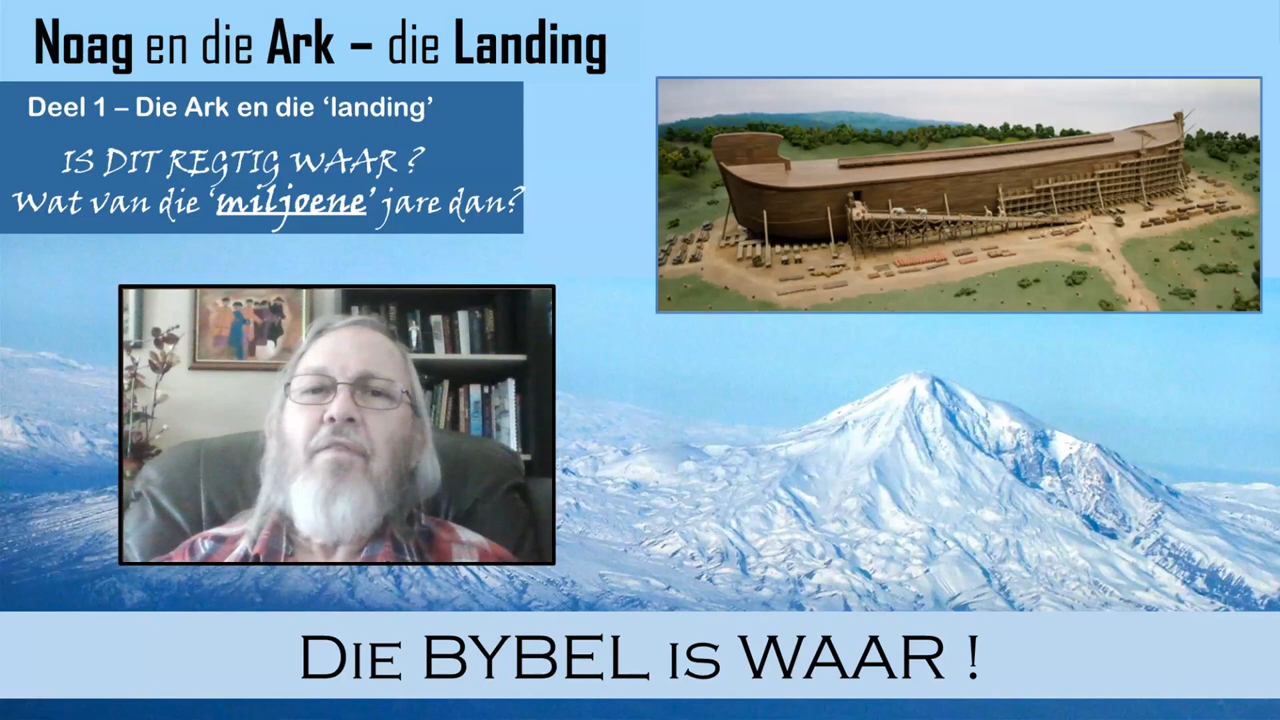 Noag en die Ark – die Landing
Deel 1 – Die Ark en die ‘landing’
IS DIT REGTIG WAAR ?
Wat van die ‘miljoene’ jare dan?
DIE BYBEL IS WAAR !